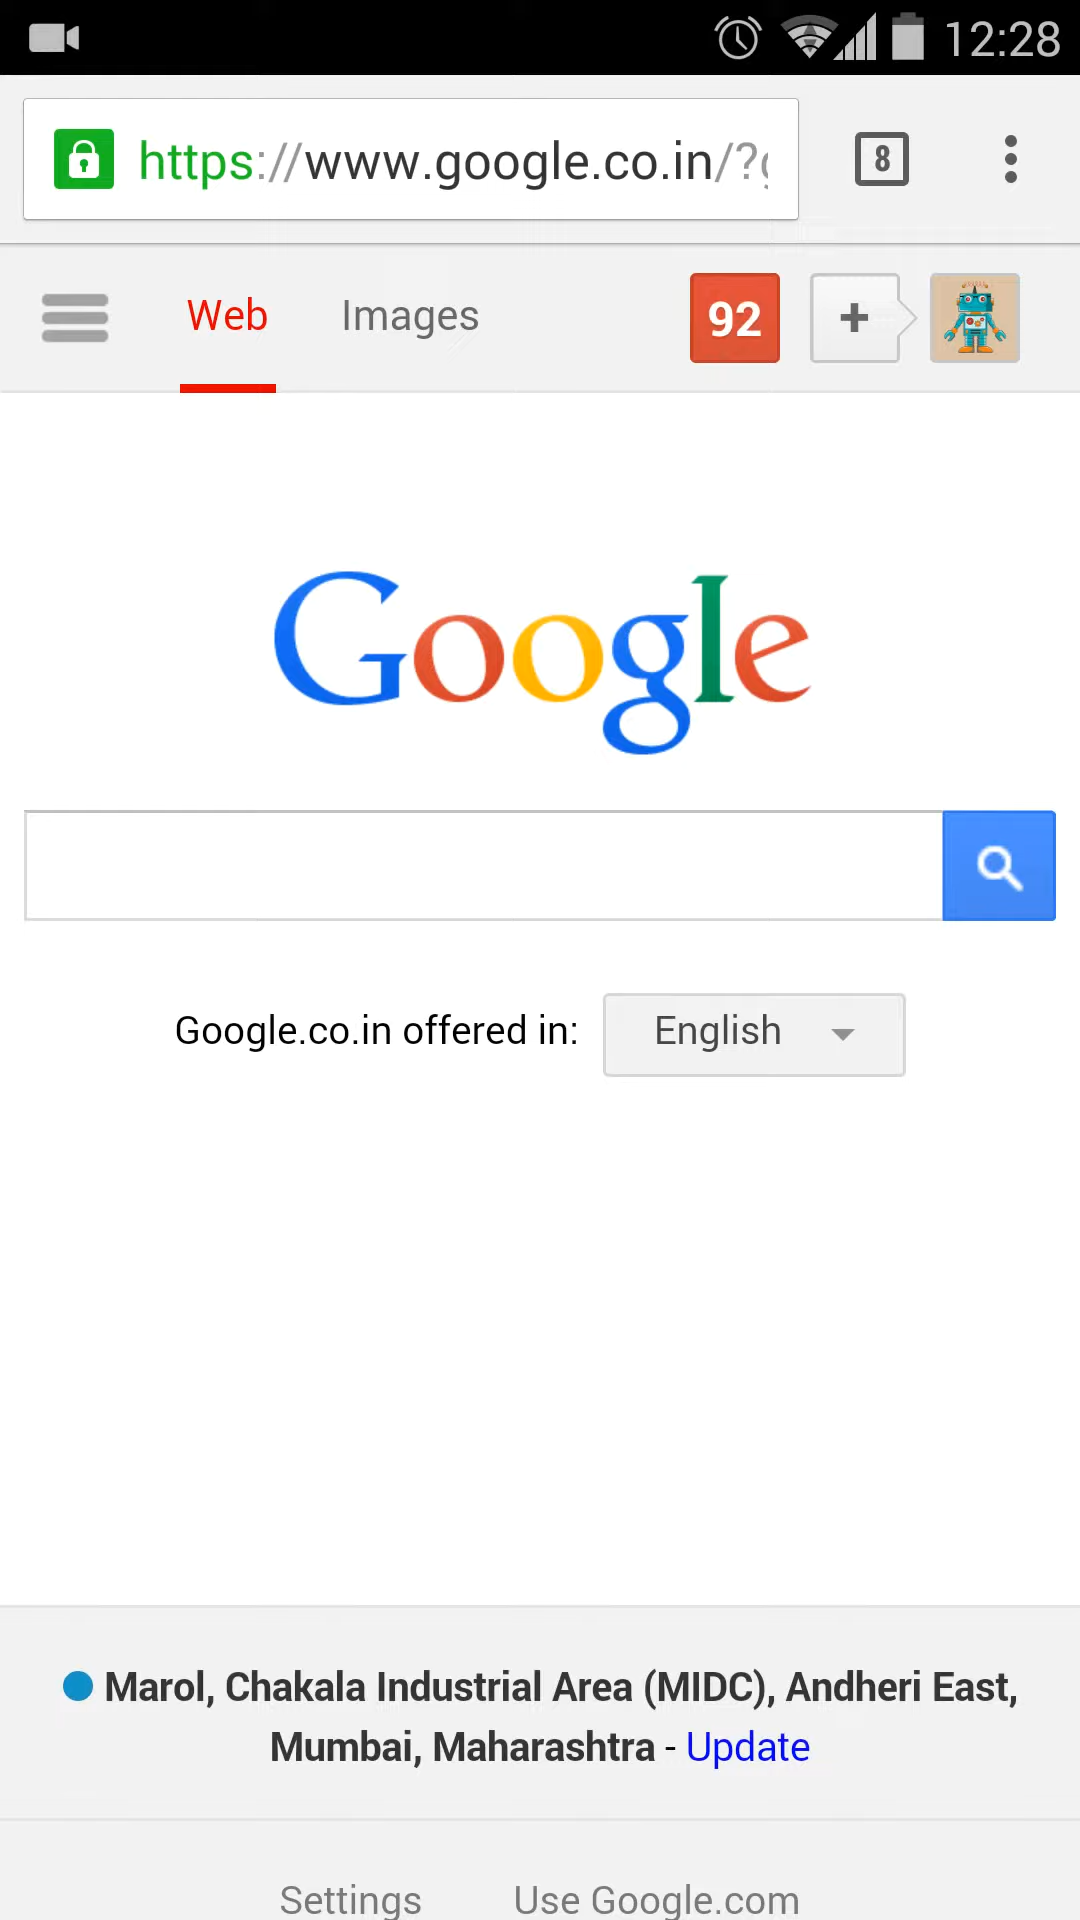 12:28
https://www.google.co.in/?
8
Web Images 92 +
Google
Google.co.in offered in: English
Marol, Chakala Industrial Area (MIDC), Andheri East,
Mumbai, Maharashtra - Update
Settings Use Google.com